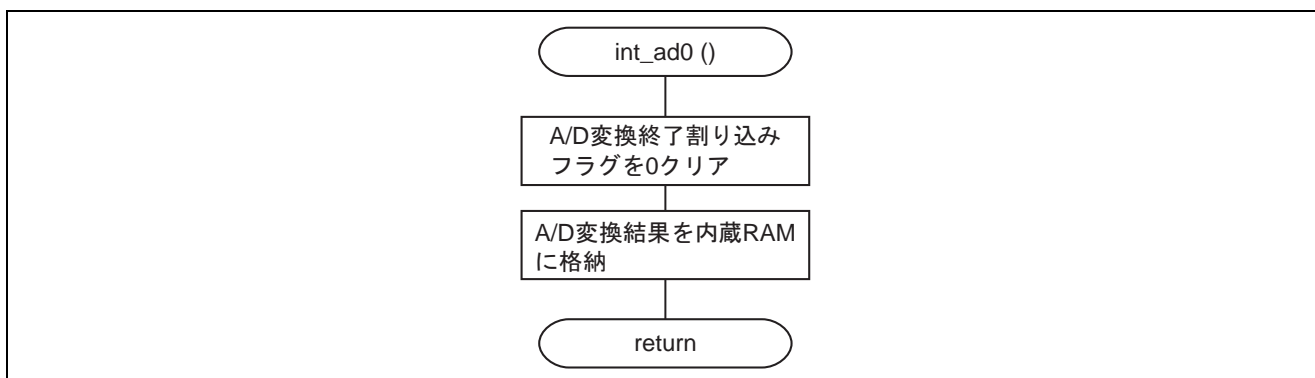 int_ad0 ()
A/D変換終了割り込み
フラグを0クリア
A/D変換結果を内蔵RAM
に格納
return